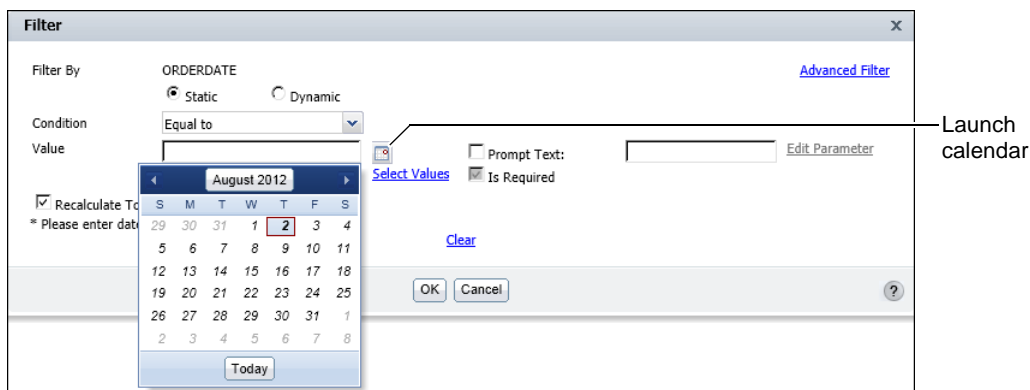 Filter x
Filter By ORDERDATE Advanced Filter
Static Dynamic
Condition Equal to
Value Prompt Text: Edit Parameter
Select Values Is Required
Launch
calendar
August 2012
S M T W T F S
29 30 31 1 2 3 4
5 6 7 8 9 10 11
12 13 14 15 16 17 18
19 20 21 22 23 24 25
26 27 28 29 30 31 1
2 3 4 5 6 7 8
Today
Recalculate To
* Please enter date
Clear
OK Cancel ?